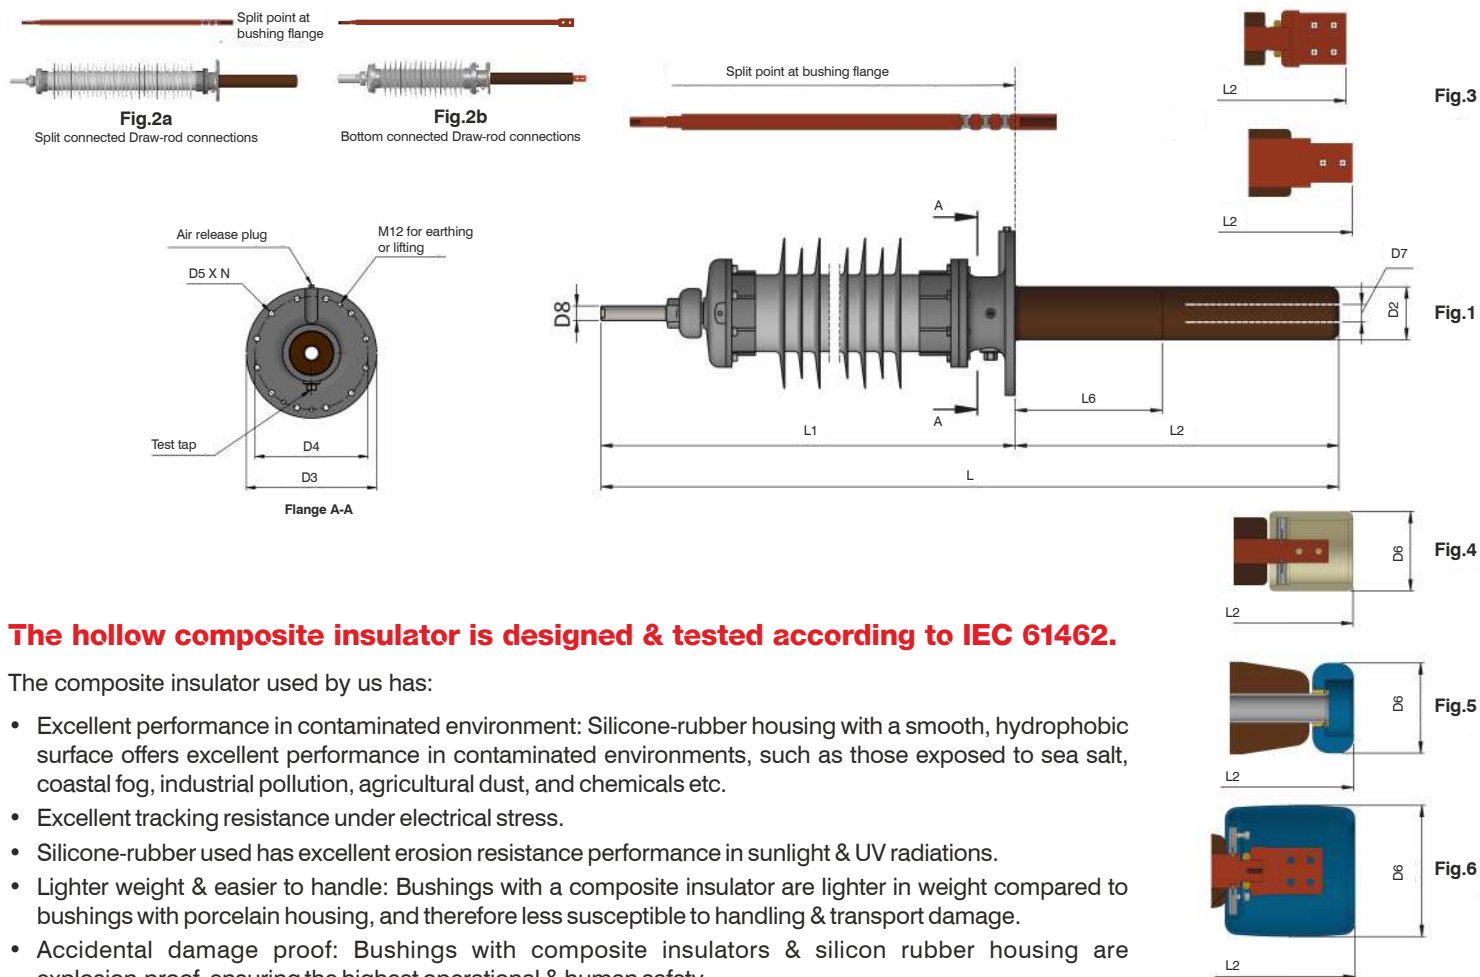 Split point at
bushing flange
Fig.2a
Split connected Draw-rod connections
Fig.2b
Bottom connected Draw-rod connections
Split point at bushing flange
L2
Fig.3
L2
Air release plug
M12 for earthing
or lifting
D5 X N
Test tap
D4
D3
Flange A-A
A
A
D8
D7
D2
Fig.1
L6
L1
L2
L
D6
Fig.4
L2
D6
Fig.5
L2
D6
Fig.6
L2
The hollow composite insulator is designed & tested according to IEC 61462.
The composite insulator used by us has:
• Excellent performance in contaminated environment: Silicone-rubber housing with a smooth, hydrophobic
surface offers excellent performance in contaminated environments, such as those exposed to sea salt,
coastal fog, industrial pollution, agricultural dust, and chemicals etc.
• Excellent tracking resistance under electrical stress.
• Silicone-rubber used has excellent erosion resistance performance in sunlight & UV radiations.
• Lighter weight & easier to handle: Bushings with a composite insulator are lighter in weight compared to
bushings with porcelain housing, and therefore less susceptible to handling & transport damage.
• Accidental damage proof: Bushings with composite insulators & silicon rubber housing are
explosion proof, ensuring the highest operational & human safety.